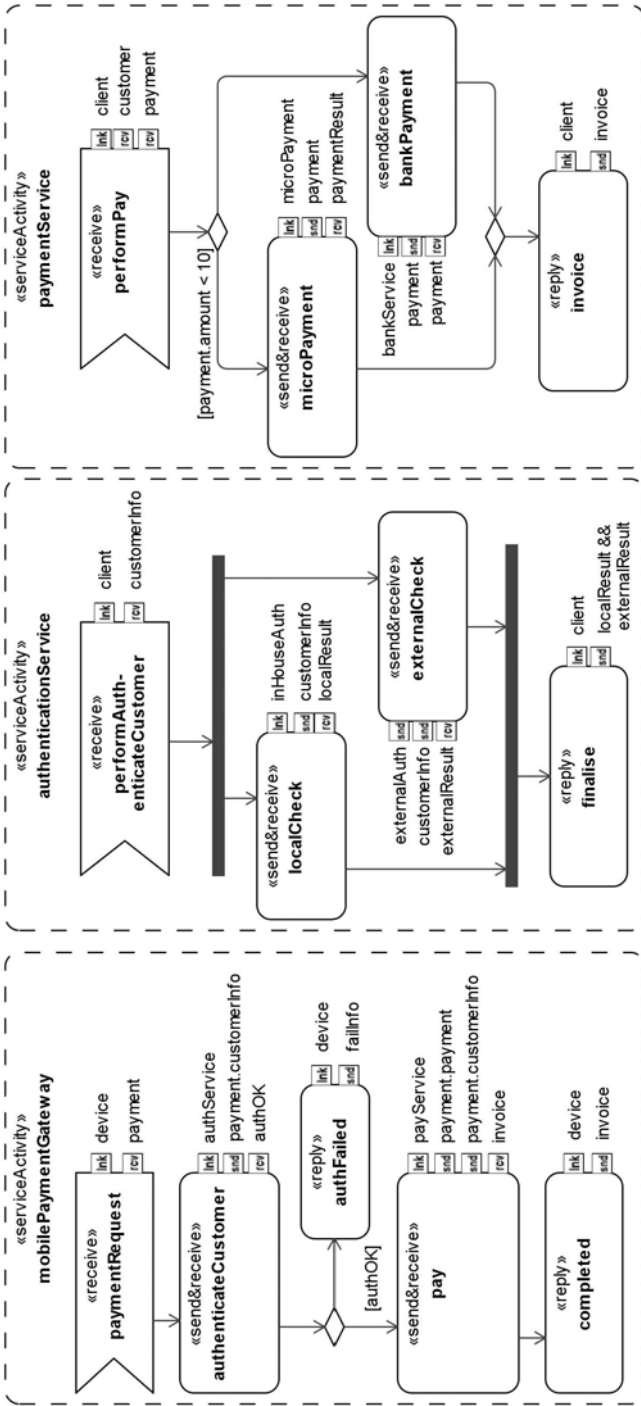 «serviceActivity»
mobilePaymentGateway
«receive»
paymentRequest
lnk
device
rcv
payment
«send&receive»
authenticateCustomer
lnk
authService
snd
payment.customerInfo
rcv
authOK
«reply»
authFailed
lnk
device
snd
failInfo
[authOK]
«send&receive»
pay
lnk
payService
snd
payment.payment
snd
payment.customerInfo
rcv
invoice
«reply»
completed
lnk
device
snd
invoice
«serviceActivity»
authenticationService
«receive»
performAuth-
enticateCustomer
lnk
client
rcv
customerInfo
«send&receive»
localCheck
lnk
inHouseAuth
snd
customerInfo
rcv
localResult
externalAuth
snd
customerInfo
snd
externalResult
rcv
«send&receive»
externalCheck
«reply»
finalise
lnk
client
snd
localResult &&
externalResult
«serviceActivity»
paymentService
«receive»
performPay
lnk
client
rcv
customer
rcv
payment
[payment.amount < 10]
«send&receive»
microPayment
lnk
microPayment
snd
payment
rcv
paymentResult
bankService
lnk
payment
snd
payment
rcv
«send&receive»
bankPayment
«reply»
invoice
lnk
client
snd
invoice